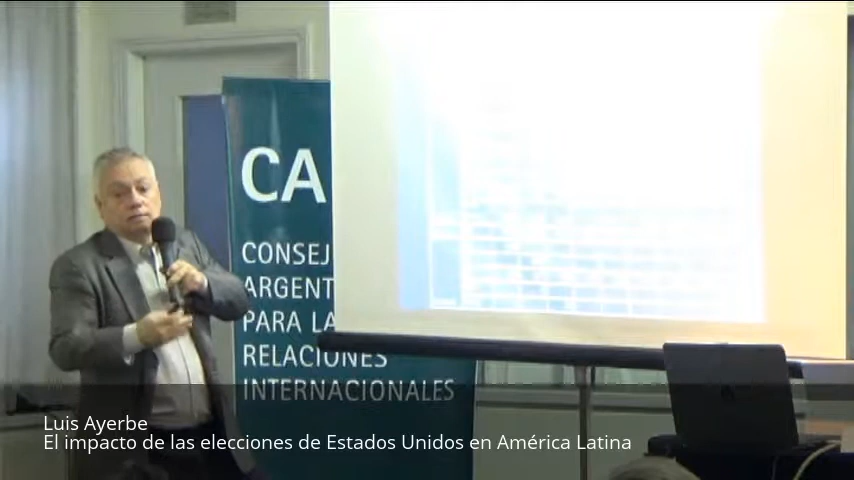 CA
CONSEJ
ARGENT
PARA LA
RELACIONES
INTERNACIONALES
Luis Ayerbe
El impacto de las elecciones de Estados Unidos en América Latina